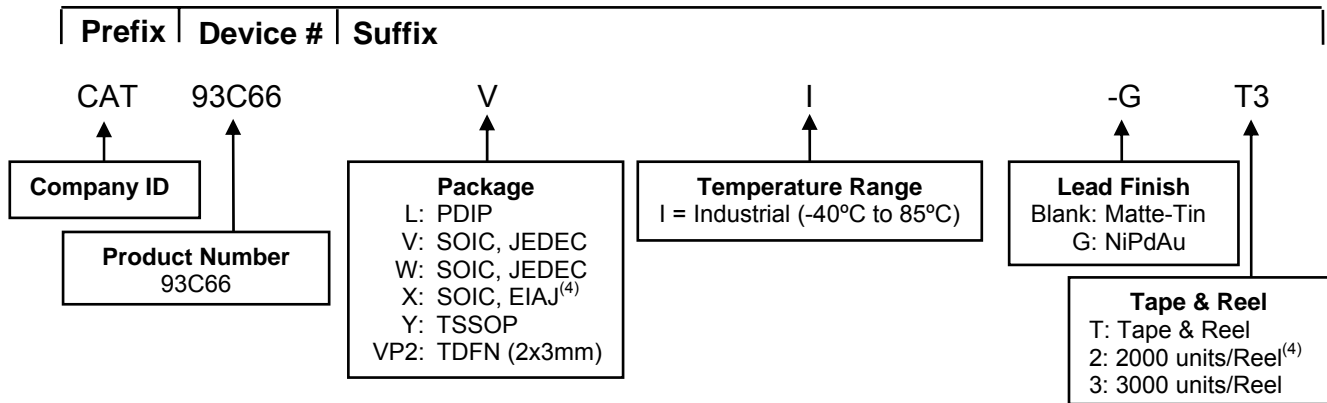 Prefix Device # Suffix
CAT 93C66 V I -G T3
Company ID
Product Number
93C66
Package
L: PDIP
V: SOIC, JEDEC
W: SOIC, JEDEC
X: SOIC, EIAJ(4)
Y: TSSOP
VP2: TDFN (2x3mm)
Temperature Range
I = Industrial (-40ºC to 85ºC)
Lead Finish
Blank: Matte-Tin
G: NiPdAu
Tape & Reel
T: Tape & Reel
2: 2000 units/Reel(4)
3: 3000 units/Reel